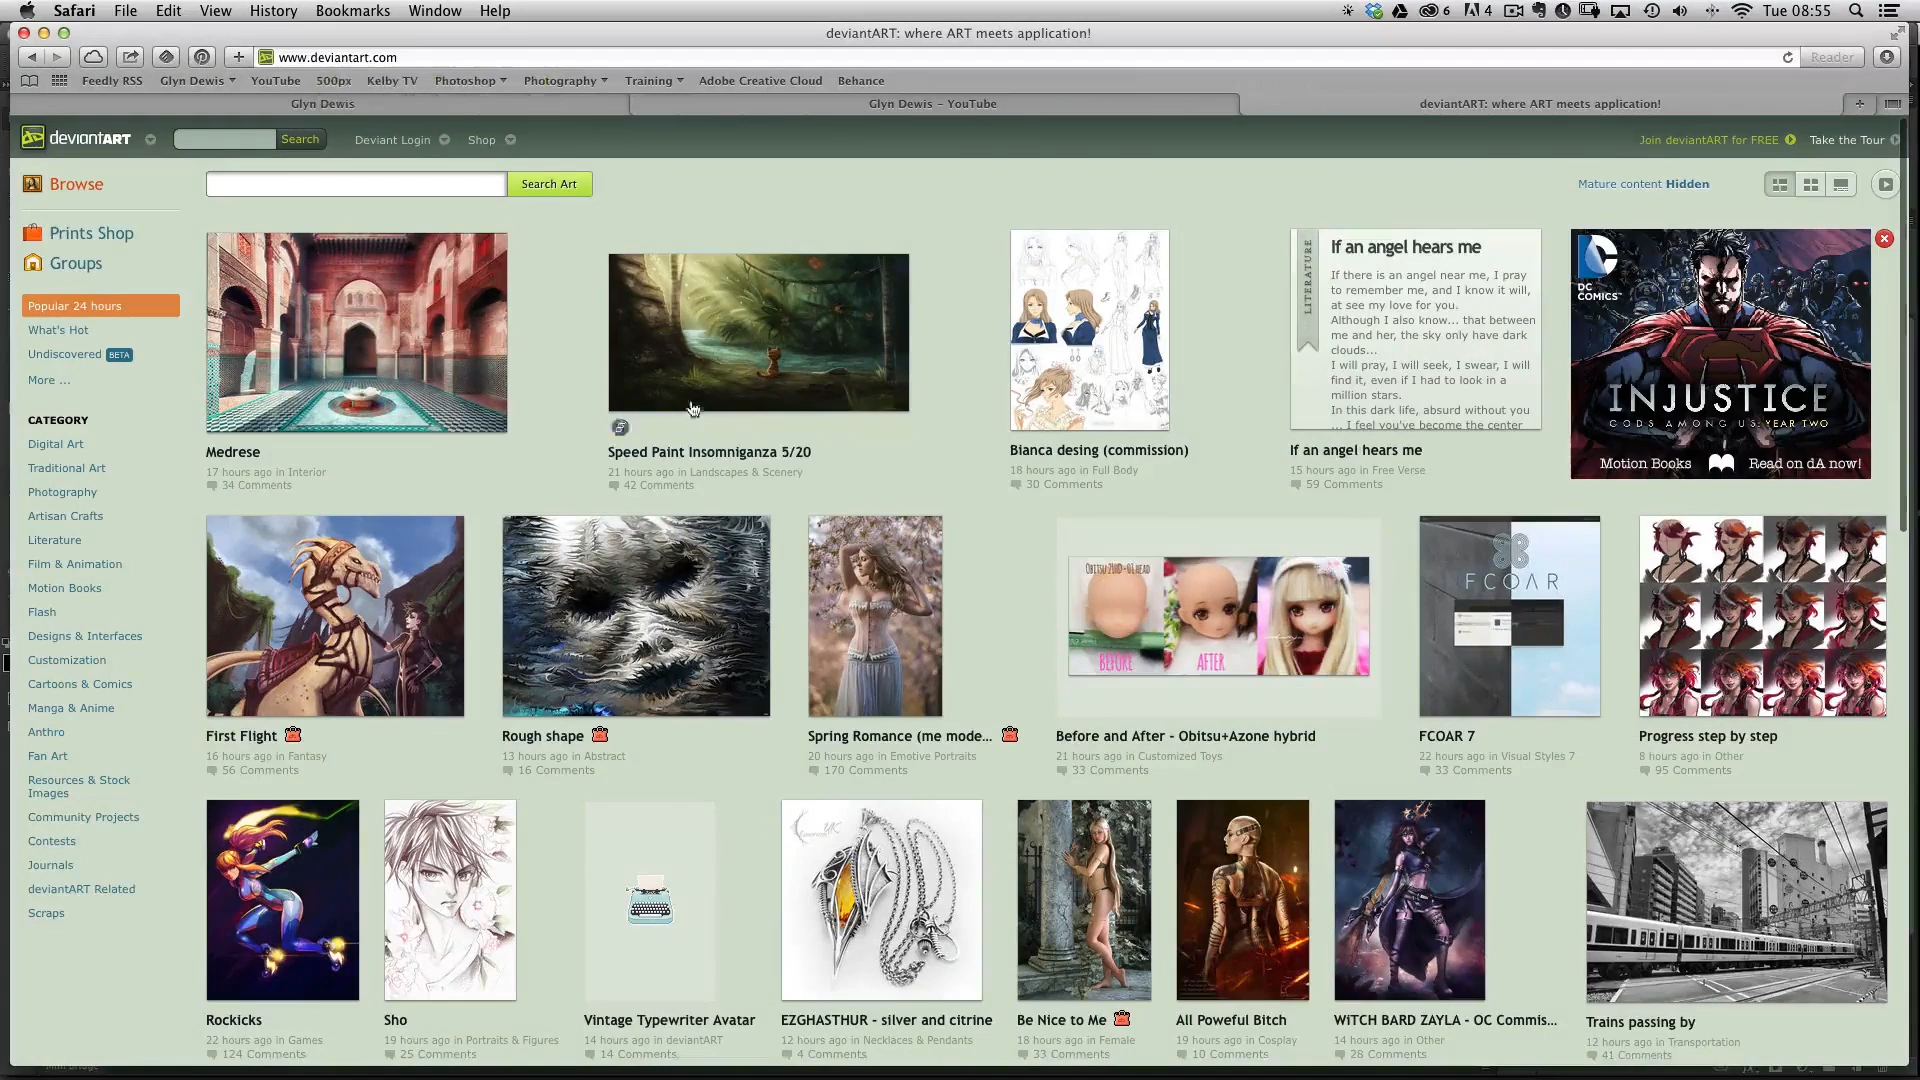 Safari File Edit View History Bookmarks Window Help
6 4 Tue 08:55
deviantART: where ART meets application!
www.deviantart.com
Reader
Feedly RSS Glyn Dewis YouTube 500px Kelby TV Photoshop Photography Training Adobe Creative Cloud Behance
Glyn Dewis Glyn Dewis – YouTube deviantART: where ART meets application!
deviantART Search Deviant Login Shop Join deviantART for FREE Take the Tour
Browse
Search Art
Mature content Hidden
Prints Shop
Groups
Popular 24 hours
What's Hot
Undiscovered BETA
More ...
CATEGORY
Digital Art
Traditional Art
Photography
Artisan Crafts
Literature
Film & Animation
Motion Books
Flash
Designs & Interfaces
Customization
Cartoons & Comics
Manga & Anime
Anthro
Fan Art
Resources & Stock
Images
Community Projects
Contests
Journals
deviantART Related
Scraps
Medrese
17 hours ago in Interior
34 Comments
Speed Paint Insomniganza 5/20
21 hours ago in Landscapes & Scenery
42 Comments
Bianca desing (commission)
18 hours ago in Full Body
30 Comments
LITERATURE
If an angel hears me
If there is an angel near me, I pray
to remember me, and I know it will,
at see my love for you.
Although I also know... that between
me and her, the sky only have dark
clouds...
I will pray, I will seek, I swear, I will
find it, even if I had to look in a
million stars.
In this dark life, absurd without you
... I feel you've become the center
If an angel hears me
15 hours ago in Free Verse
59 Comments
DC COMICS™
INJUSTICE
GODS AMONG US: YEAR TWO
Motion Books Read on dA now!
First Flight
16 hours ago in Fantasy
56 Comments
Rough shape
13 hours ago in Abstract
16 Comments
Spring Romance (me mode...
20 hours ago in Emotive Portraits
170 Comments
BEFORE
AFTER
Before and After - Obitsu+Azone hybrid
21 hours ago in Customized Toys
33 Comments
FCOAR
FCOAR 7
22 hours ago in Visual Styles 7
33 Comments
Progress step by step
8 hours ago in Other
95 Comments
Rockicks
22 hours ago in Games
124 Comments
Sho
19 hours ago in Portraits & Figures
25 Comments
Vintage Typewriter Avatar
14 hours ago in deviantART
14 Comments
EZGHASTHUR - silver and citrine
12 hours ago in Necklaces & Pendants
4 Comments
Be Nice to Me
18 hours ago in Female
33 Comments
All Powerful Bitch
19 hours ago in Cosplay
10 Comments
WiTCH BARD ZAYLA - OC Commis...
14 hours ago in Other
28 Comments
Trains passing by
12 hours ago in Transportation
41 Comments